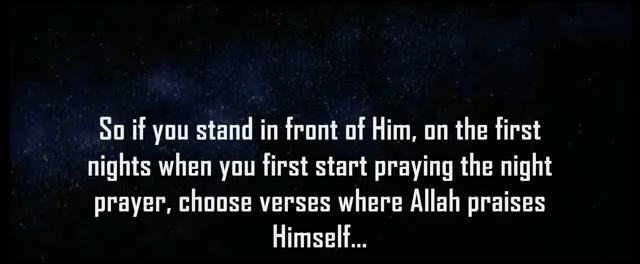 So if you stand in front of Him, on the first
nights when you first start praying the night
prayer, choose verses where Allah praises
Himself...